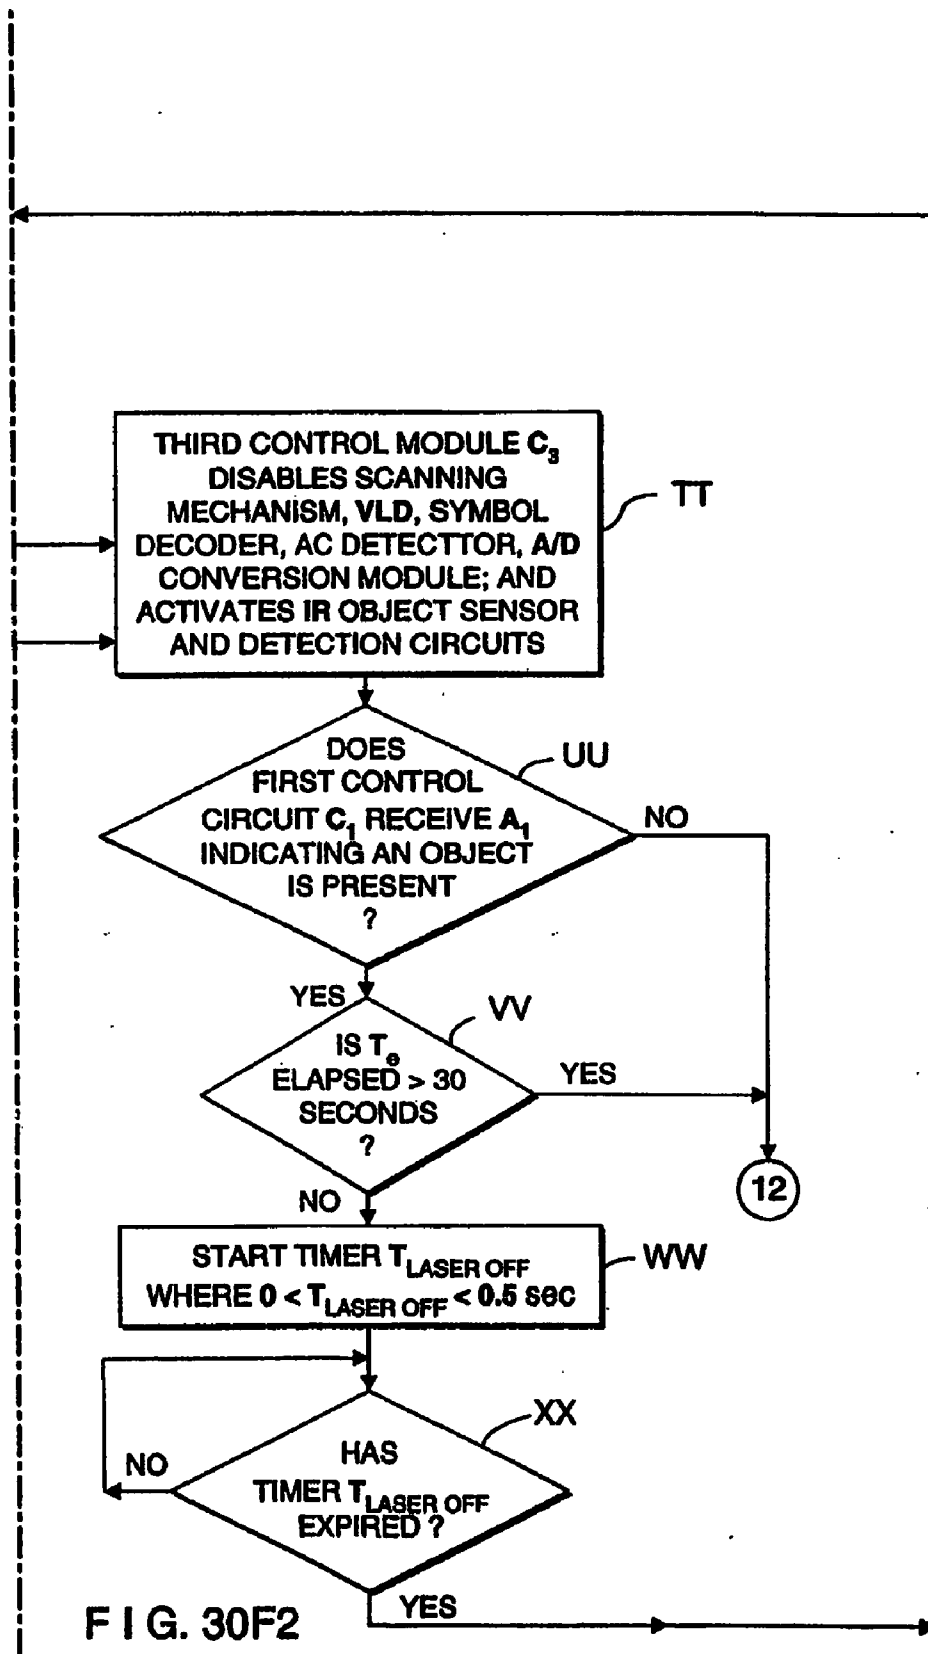 THIRD CONTROL MODULE C3
DISABLES SCANNING
MECHANISM, VLD, SYMBOL
DECODER, AC DETECTTOR, A/D
CONVERSION MODULE; AND
ACTIVATES IR OBJECT SENSOR
AND DETECTION CIRCUITS
TT
DOES
FIRST CONTROL
CIRCUIT C1 RECEIVE A1
INDICATING AN OBJECT
IS PRESENT
?
UU
NO
YES
IS Te
ELAPSED > 30
SECONDS
?
VV
YES
12
NO
START TIMER TLASER OFF
WHERE 0 < TLASER OFF < 0.5 sec
WW
HAS
TIMER TLASER OFF
EXPIRED ?
XX
NO
YES
FIG. 30F2